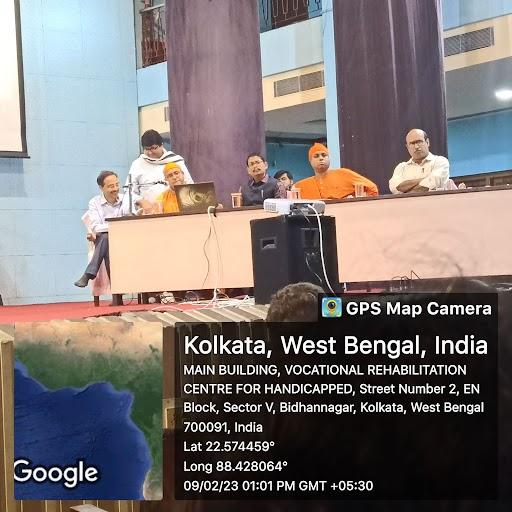 GPS Map Camera
Kolkata, West Bengal, India
MAIN BUILDING, VOCATIONAL REHABILITATION
CENTRE FOR HANDICAPPED, Street Number 2, EN
Block, Sector V, Bidhannagar, Kolkata, West Bengal
700091, India
Lat 22.574459°
Long 88.428064°
09/02/23 01:01 PM GMT +05:30
Google